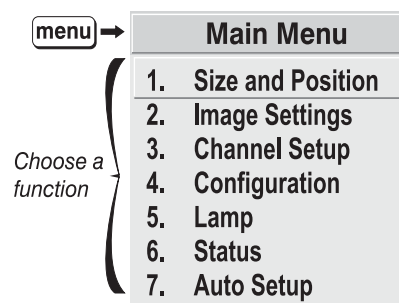 menu
Main Menu
1. Size and Position
2. Image Settings
3. Channel Setup
4. Configuration
5. Lamp
6. Status
7. Auto Setup
Choose a
function